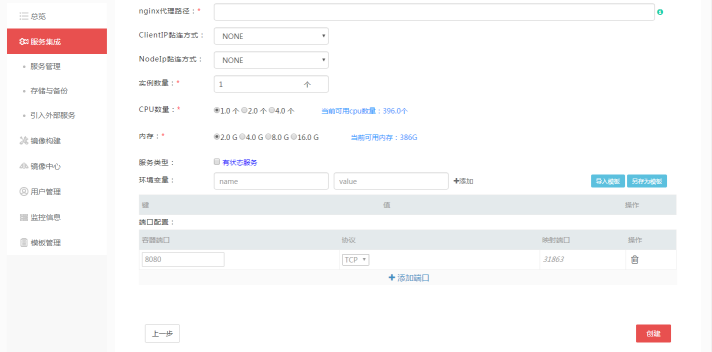 总览
服务集成
服务管理
存储与备份
引入外部服务
镜像构建
镜像中心
用户管理
监控信息
模板管理
nginx代理路径：*
ClientIP黏连方式： NONE
NodeIp黏连方式： NONE
实例数量：* 1 个
CPU数量：* 1.0 个 2.0 个 4.0 个 当前可用cpu数量：396.0个
内存：* 2.0 G 4.0 G 8.0 G 16.0 G 当前可用内存：386G
服务类型： 有状态服务
环境变量： name value +添加 导入模板 另存为模板
键 值 操作
端口配置：
容器端口 协议 映射端口 操作
8080 TCP 31863
+ 添加端口
上一步 创建